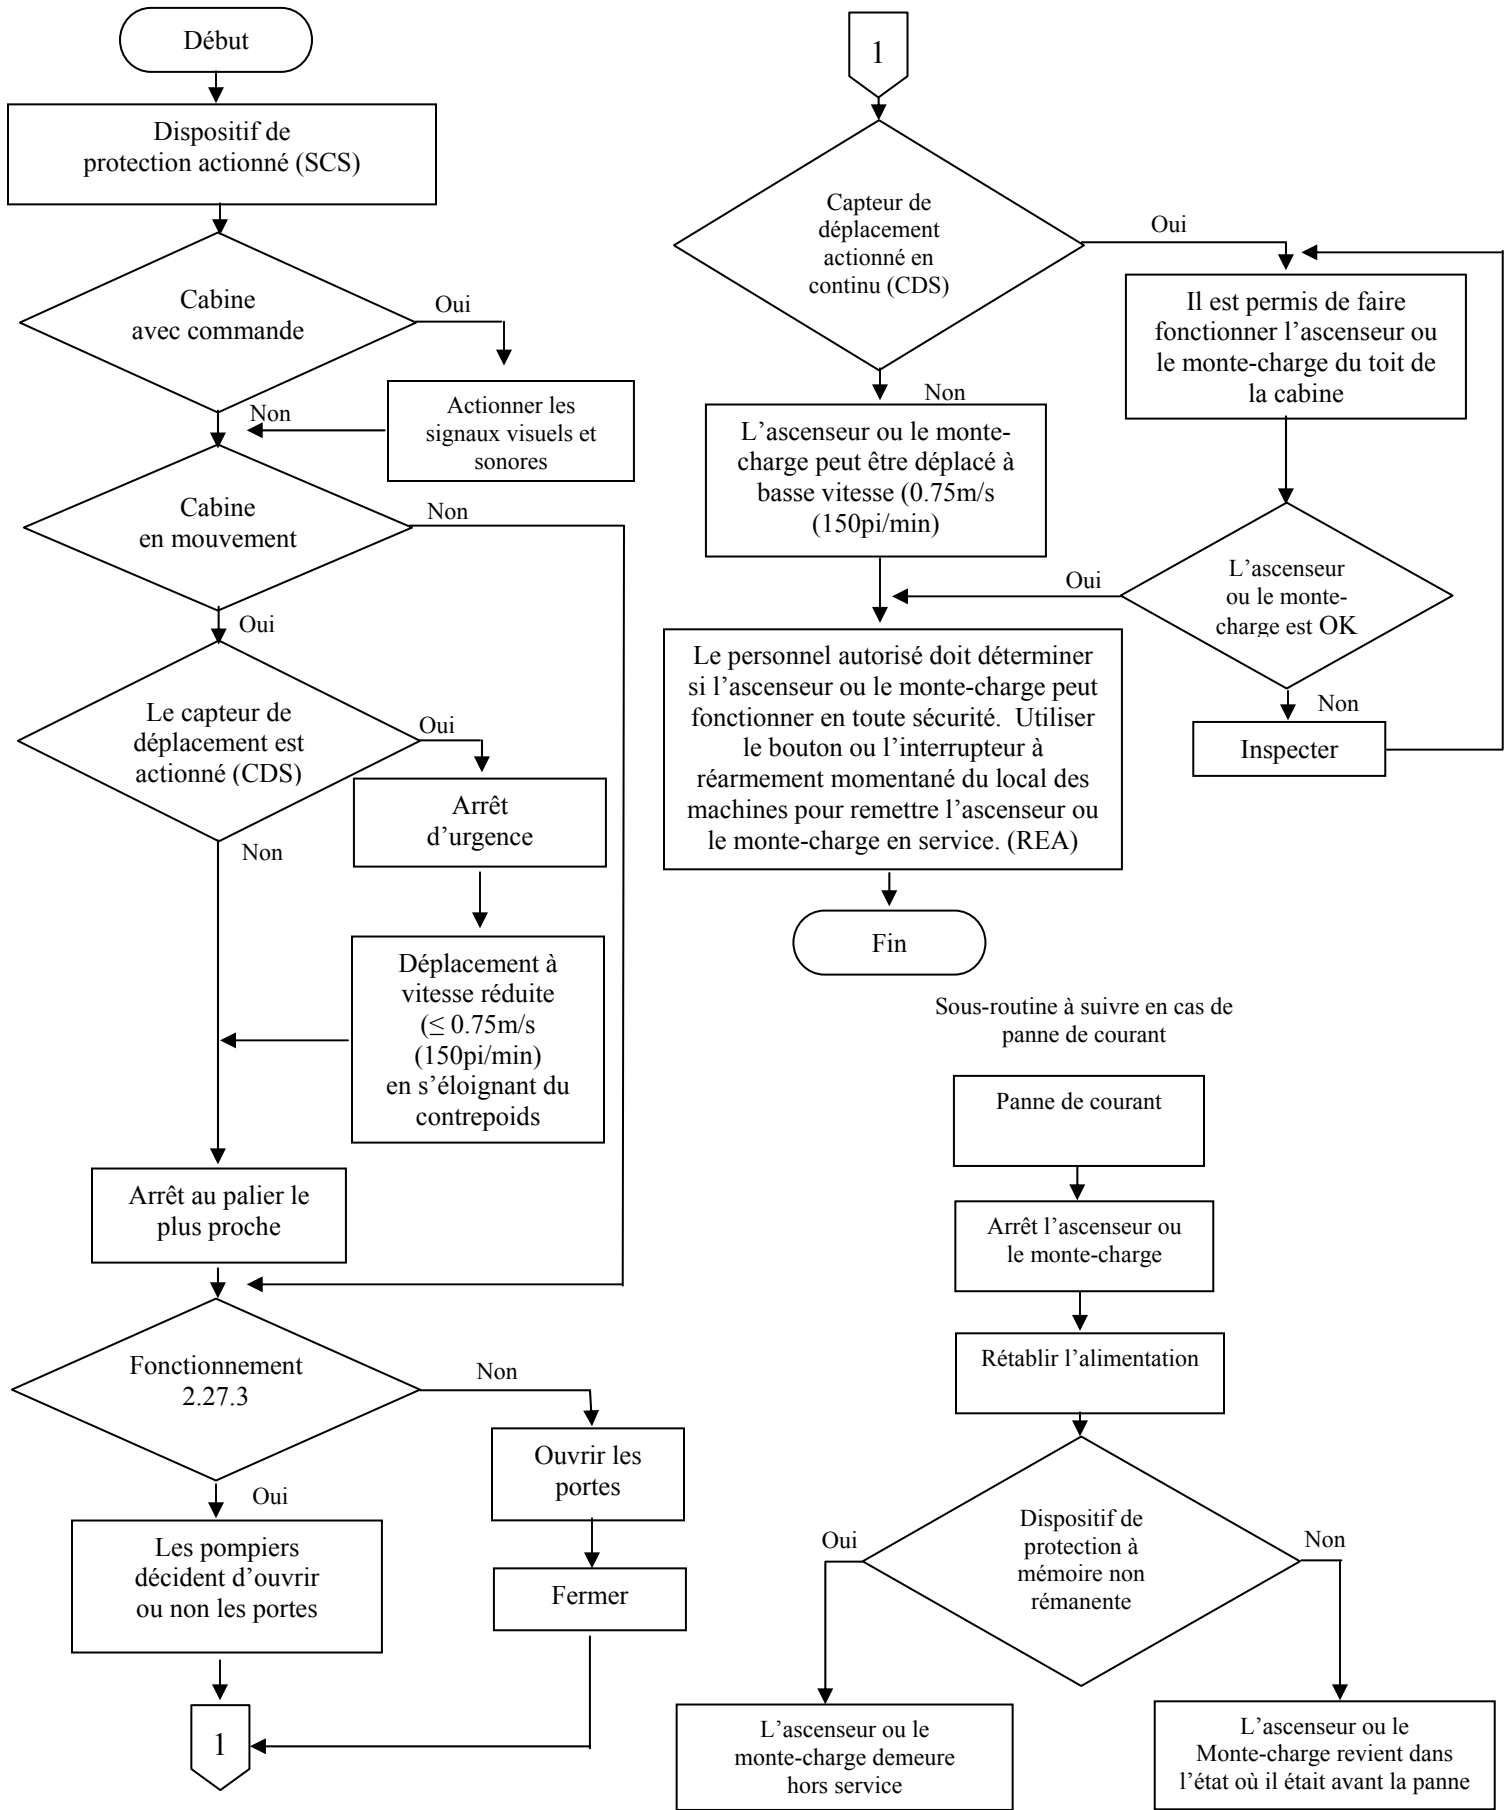 Début
Dispositif de
protection actionné (SCS)
Cabine
avec commande
Oui
Non
Actionner les
signaux visuels et
sonores
Cabine
en mouvement
Non
Oui
Le capteur de
déplacement est
actionné (CDS)
Oui
Arrêt
d’urgence
Non
Déplacement à
vitesse réduite
(≤ 0.75m/s
(150pi/min)
en s’éloignant du
contrepoids
Arrêt au palier le
plus proche
Fonctionnement
2.27.3
Non
Ouvrir les
portes
Oui
Les pompiers
décident d’ouvrir
ou non les portes
Fermer
1
1
Capteur de
déplacement
actionné en
continu (CDS)
Oui
Il est permis de faire
fonctionner l’ascenseur ou
le monte-charge du toit de
la cabine
Non
L’ascenseur ou le monte-
charge peut être déplacé à
basse vitesse (0.75m/s
(150pi/min)
L’ascenseur
ou le monte-
charge est OK
Oui
Non
Inspecter
Le personnel autorisé doit déterminer
si l’ascenseur ou le monte-charge peut
fonctionner en toute sécurité. Utiliser
le bouton ou l’interrupteur à
réarmement momentané du local des
machines pour remettre l’ascenseur ou
le monte-charge en service. (REA)
Fin
Sous-routine à suivre en cas de
panne de courant
Panne de courant
Arrêt l’ascenseur ou
le monte-charge
Rétablir l’alimentation
Dispositif de
protection à
mémoire non
rémanente
Oui
Non
L’ascenseur ou le
monte-charge demeure
hors service
L’ascenseur ou le
Monte-charge revient dans
l’état où il était avant la panne